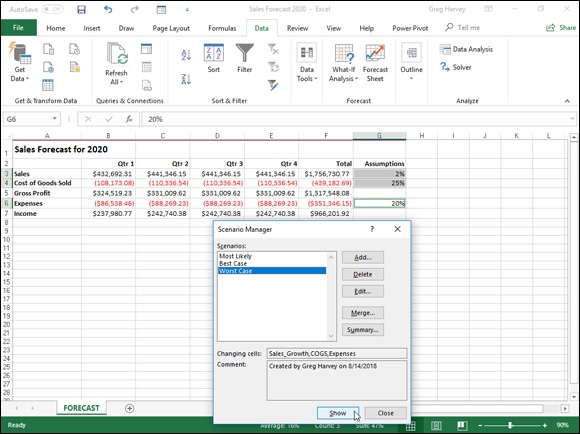 AutoSave Off Sales Forecast 2020 - Excel Greg Harvey
File Home Insert Draw Page Layout Formulas Data Review View Power Pivot Tell me Share
Get Data Refresh All Sort Filter Data Tools What-If Analysis Forecast Sheet Outline Data Analysis
Solver
Get & Transform Data Queries & Connections Sort & Filter Forecast Analyze
G6 fx 20%
A B C D E F G H I J K
1 Sales Forecast for 2020
2 Qtr 1 Qtr 2 Qtr 3 Qtr 4 Total Assumptions
3 Sales $432,692.31 $441,346.15 $441,346.15 $441,346.15 $1,756,730.77 2%
4 Cost of Goods Sold (108,173.08) (110,336.54) (110,336.54) (110,336.54) (439,182.69) 25%
5 Gross Profit $324,519.23 $331,009.62 $331,009.62 $331,009.62 $1,317,548.08
6 Expenses ($86,538.46) ($88,269.23) ($88,269.23) ($88,269.23) ($351,346.15) 20%
7 Income $237,980.77 $242,740.38 $242,740.38 $242,740.38 $966,201.92
8
9
10
11
12
13
14
15
16
17
18
19
20
21
22
23
24
25
26
27
28
Scenario Manager ? ×
Scenarios:
Most Likely
Best Case
Worst Case
Add...
Delete
Edit...
Merge...
Summary...
Changing cells: Sales_Growth,COGS,Expenses
Comment: Created by Greg Harvey on 8/14/2018
Show Close
FORECAST
Ready Average: 16% Count: 3 Sum: 47% 90%